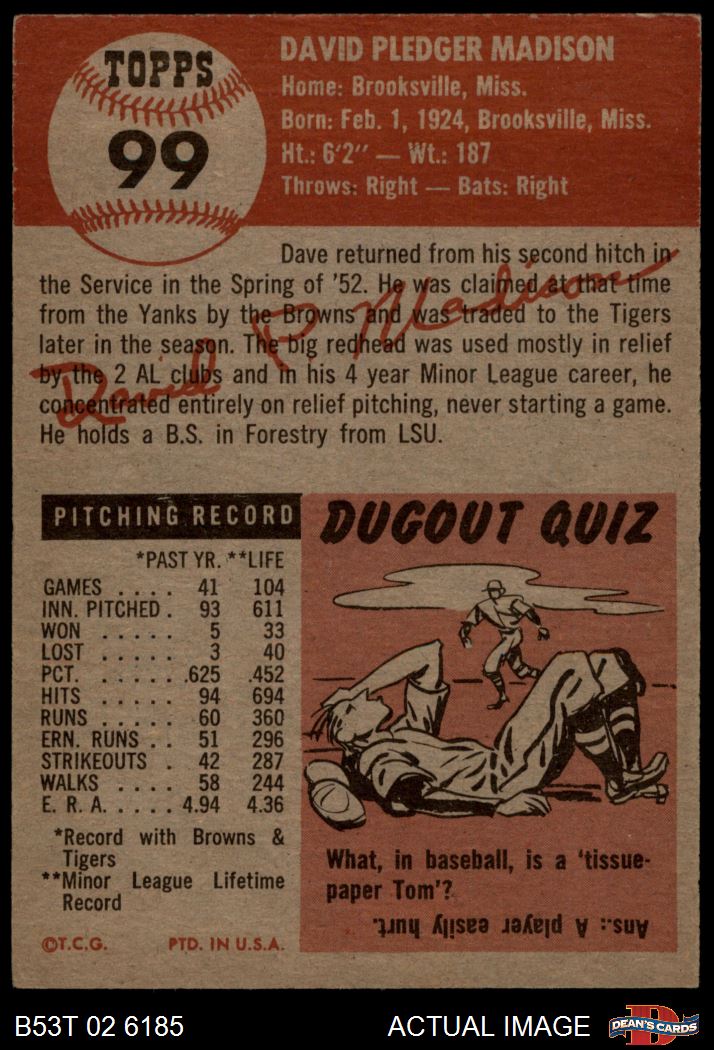 TOPPS
99
DAVID PLEDGER MADISON
Home: Brooksville, Miss.
Born: Feb. 1, 1924, Brooksville, Miss.
Ht.: 6'2" — Wt.: 187
Throws: Right — Bats: Right
Dave returned from his second hitch in
the Service in the Spring of '52. He was claimed at that time
from the Yanks by the Browns and was traded to the Tigers
later in the season. The big redhead was used mostly in relief
by the 2 AL clubs and in his 4 year Minor League career, he
concentrated entirely on relief pitching, never starting a game.
He holds a B.S. in Forestry from LSU.
David P. Madison
PITCHING RECORD
*PAST YR. **LIFE
GAMES . . . . 41 104
INN. PITCHED . 93 611
WON . . . . . 5 33
LOST . . . . . 3 40
PCT. . . . . . .625 .452
HITS . . . . . 94 694
RUNS . . . . . 60 360
ERN. RUNS . . 51 296
STRIKEOUTS . 42 287
WALKS . . . . 58 244
E. R. A. . . . . 4.94 4.36
*Record with Browns &
Tigers
**Minor League Lifetime
Record
©T.C.G. PTD. IN U.S.A.
DUGOUT QUIZ
What, in baseball, is a 'tissue-
paper Tom'?
Ans.: A player easily hurt.
B53T 02 6185
ACTUAL IMAGE
D
DEAN'S CARDS